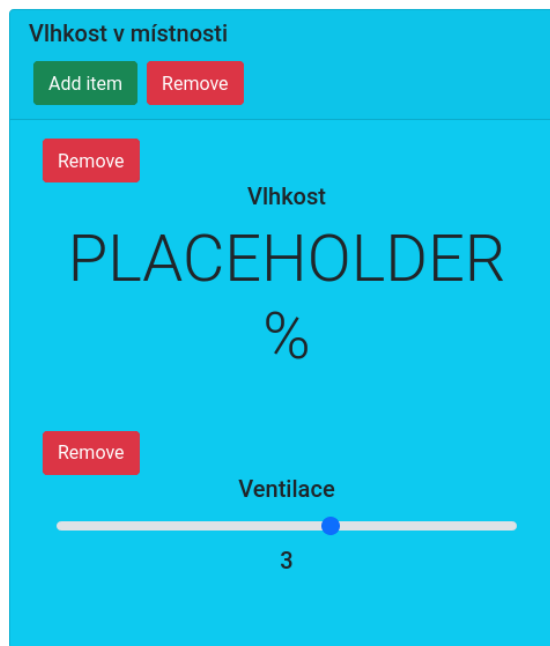 Vlhkost v místnosti
Add item Remove
Remove
Vlhkost
PLACEHOLDER
%
Remove
Ventilace
3